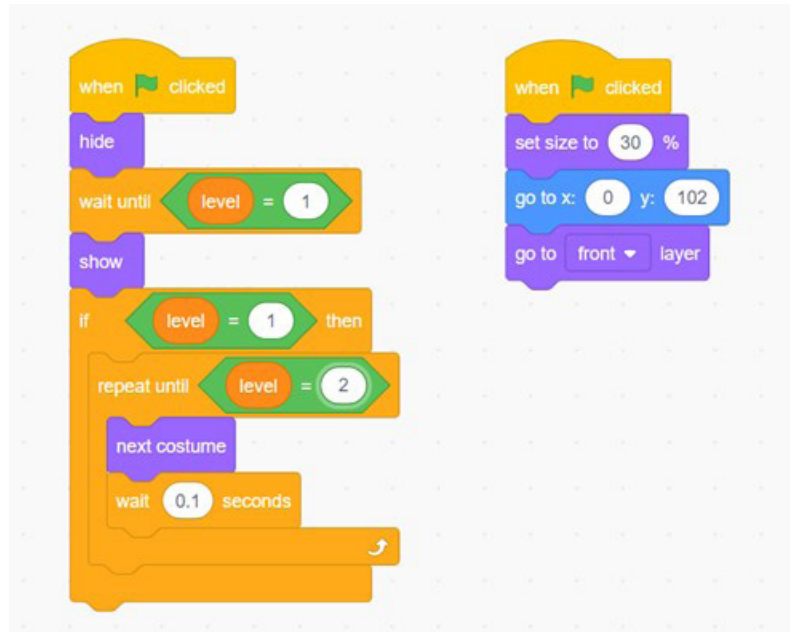 when clicked
hide
wait until level = 1
show
if level = 1 then
repeat until level = 2
next costume
wait 0.1 seconds
when clicked
set size to 30 %
go to x: 0 y: 102
go to front layer